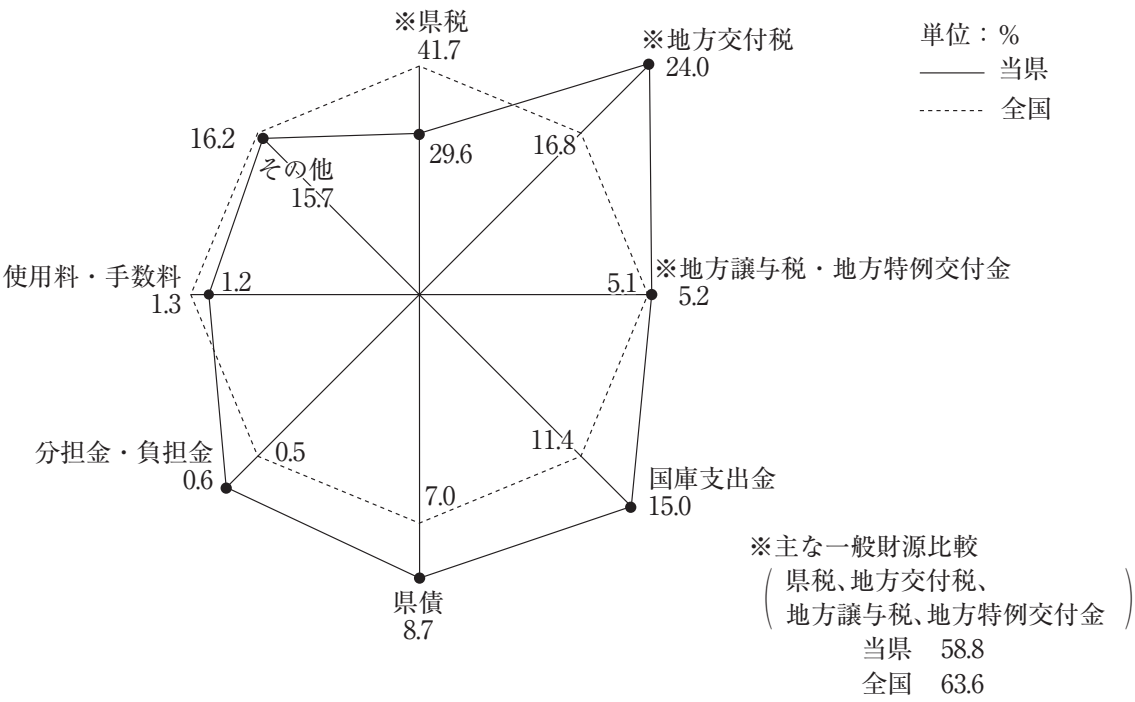 ※県税
41.7
※地方交付税
24.0
単位：%
当県
全国
16.2
その他
15.7
29.6
16.8
使用料・手数料
1.3
1.2
5.1
※地方譲与税・地方特例交付金
5.2
分担金・負担金
0.6
0.5
7.0
11.4
国庫支出金
15.0
県債
8.7
※主な一般財源比較
（県税、地方交付税、
地方譲与税、地方特例交付金）
当県 58.8
全国 63.6